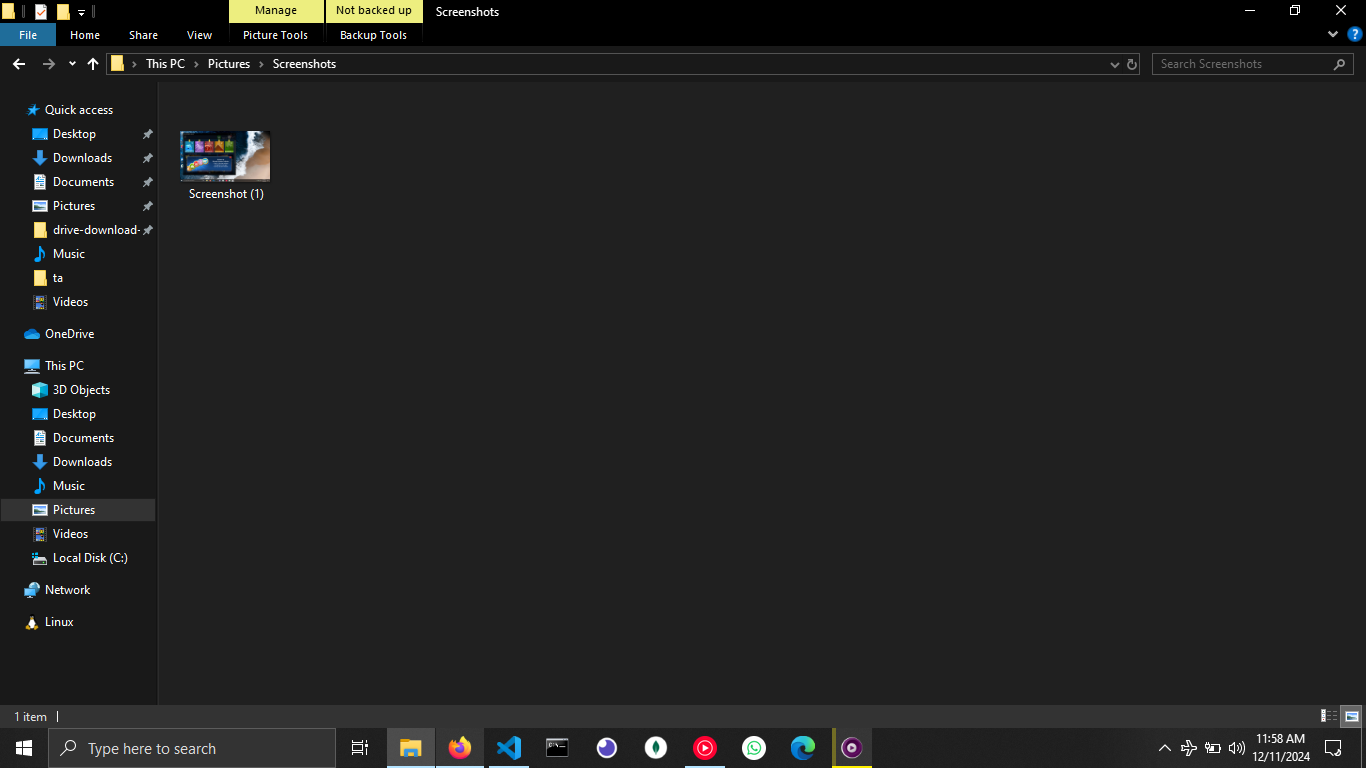 Manage
Not backed up
Screenshots
File
Home
Share
View
Picture Tools
Backup Tools
This PC
Pictures
Screenshots
Search Screenshots
Quick access
Desktop
Downloads
Documents
Pictures
drive-download-
Music
ta
Videos
OneDrive
This PC
3D Objects
Desktop
Documents
Downloads
Music
Pictures
Videos
Local Disk (C:)
Network
Linux
Screenshot (1)
1 item
Type here to search
11:58 AM
12/11/2024